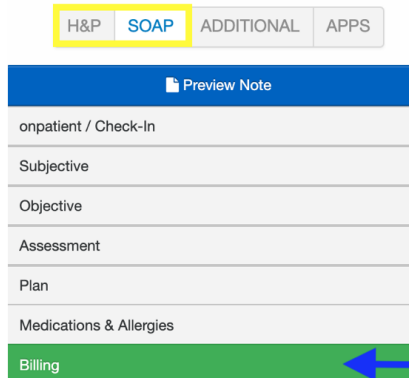 H&P SOAP ADDITIONAL APPS
Preview Note
onpatient / Check-In
Subjective
Objective
Assessment
Plan
Medications & Allergies
Billing